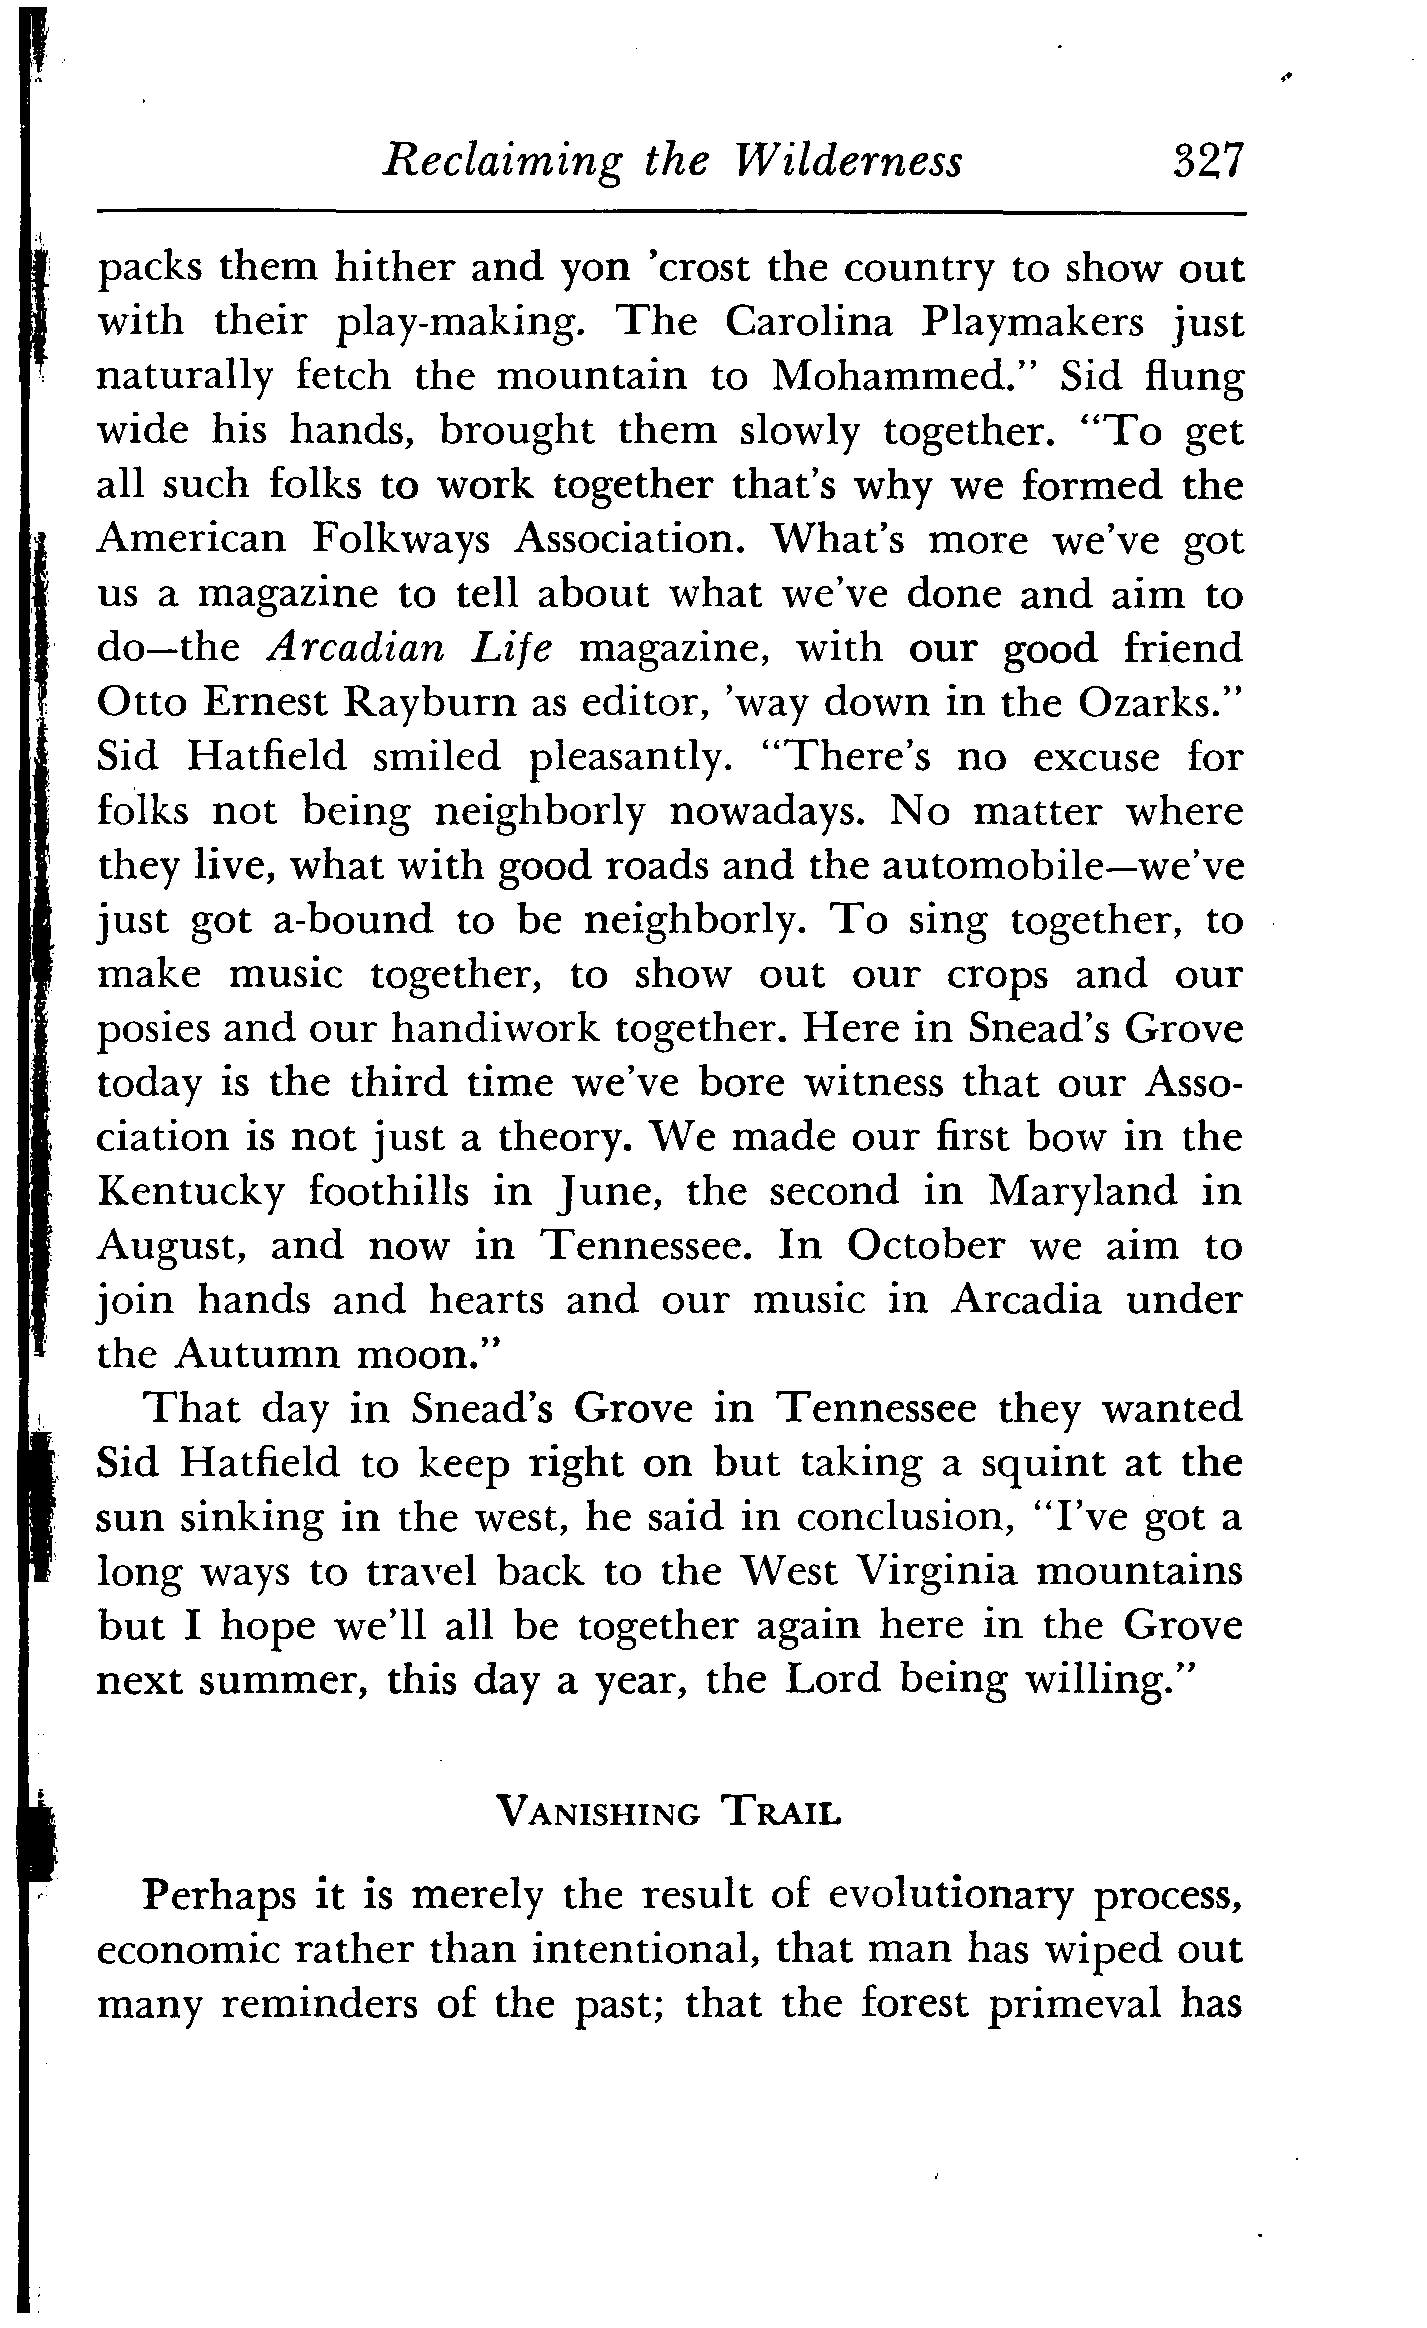 Reclaiming the Wilderness 327
packs them hither and yon 'crost the country to show out
with their play-making. The Carolina Playmakers just
naturally fetch the mountain to Mohammed." Sid flung
wide his hands, brought them slowly together. "To get
all such folks to work together that's why we formed the
American Folkways Association. What's more we've got
us a magazine to tell about what we've done and aim to
do—the Arcadian Life magazine, with our good friend
Otto Ernest Rayburn as editor, 'way down in the Ozarks."
Sid Hatfield smiled pleasantly. "There's no excuse for
folks not being neighborly nowadays. No matter where
they live, what with good roads and the automobile—we've
just got a-bound to be neighborly. To sing together, to
make music together, to show out our crops and our
posies and our handiwork together. Here in Snead's Grove
today is the third time we've bore witness that our Asso-
ciation is not just a theory. We made our first bow in the
Kentucky foothills in June, the second in Maryland in
August, and now in Tennessee. In October we aim to
join hands and hearts and our music in Arcadia under
the Autumn moon."
That day in Snead's Grove in Tennessee they wanted
Sid Hatfield to keep right on but taking a squint at the
sun sinking in the west, he said in conclusion, "I've got a
long ways to travel back to the West Virginia mountains
but I hope we'll all be together again here in the Grove
next summer, this day a year, the Lord being willing."
VANISHING TRAIL
Perhaps it is merely the result of evolutionary process,
economic rather than intentional, that man has wiped out
many reminders of the past; that the forest primeval has